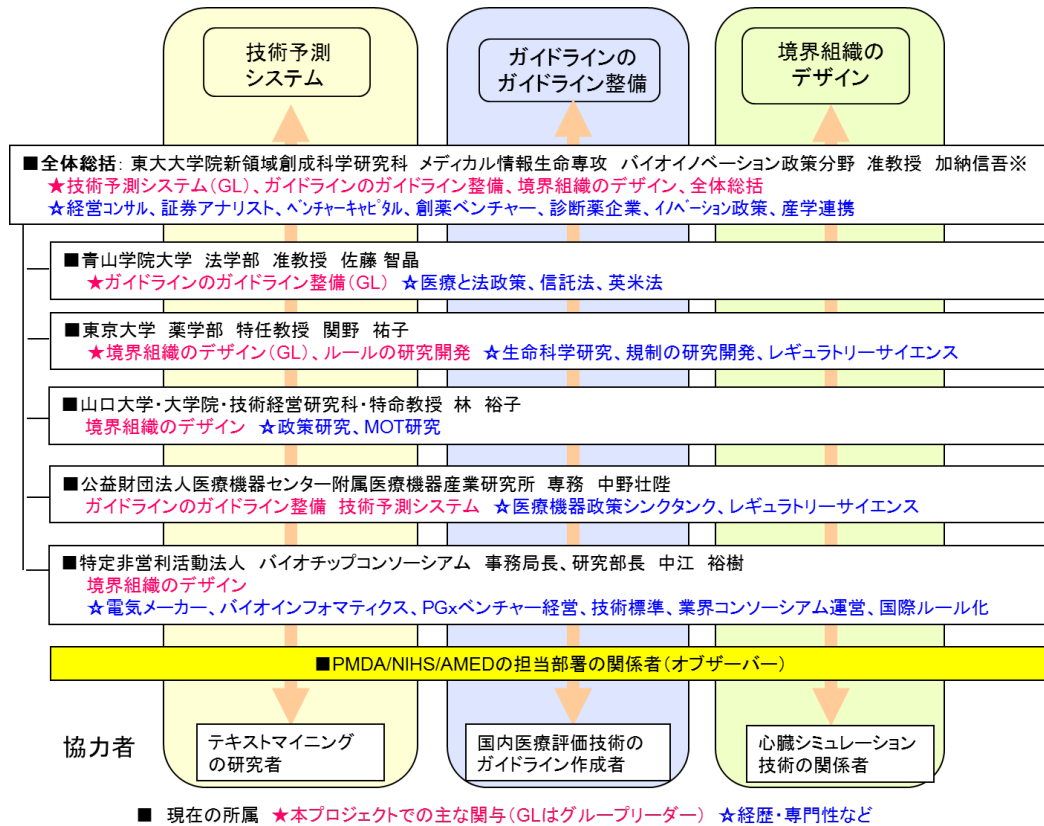 技術予測
システム
ガイドラインの
ガイドライン整備
境界組織の
デザイン
■全体総括: 東大大学院新領域創成科学研究科 メディカル情報生命専攻 バイオイノベーション政策分野 准教授 加納信吾※
★技術予測システム(GL)、ガイドラインのガイドライン整備、境界組織のデザイン、全体総括
☆経営コンサル、証券アナリスト、ベンチャーキャピタル、創薬ベンチャー、診断薬企業、イノベーション政策、産学連携
■青山学院大学 法学部 准教授 佐藤 智晶
★ガイドラインのガイドライン整備(GL) ☆医療と法政策、信託法、英米法
■東京大学 薬学部 特任教授 関野 祐子
★境界組織のデザイン(GL)、ルールの研究開発 ☆生命科学研究、規制の研究開発、レギュラトリーサイエンス
■山口大学・大学院・技術経営研究科・特命教授 林 裕子
境界組織のデザイン ☆政策研究、MOT研究
■公益財団法人医療機器センター附属医療機器産業研究所 専務 中野壮陛
ガイドラインのガイドライン整備 技術予測システム ☆医療機器政策シンクタンク、レギュラトリーサイエンス
■特定非営利活動法人 バイオチップコンソーシアム 事務局長、研究部長 中江 裕樹
境界組織のデザイン
☆電気メーカー、バイオインフォマティクス、PGxベンチャー経営、技術標準、業界コンソーシアム運営、国際ルール化
■PMDA/NIHS/AMEDの担当部署の関係者(オブザーバー)
協力者
テキストマイニング
の研究者
国内医療評価技術の
ガイドライン作成者
心臓シミュレーション
技術の関係者
■ 現在の所属 ★本プロジェクトでの主な関与(GLはグループリーダー) ☆経歴・専門性など